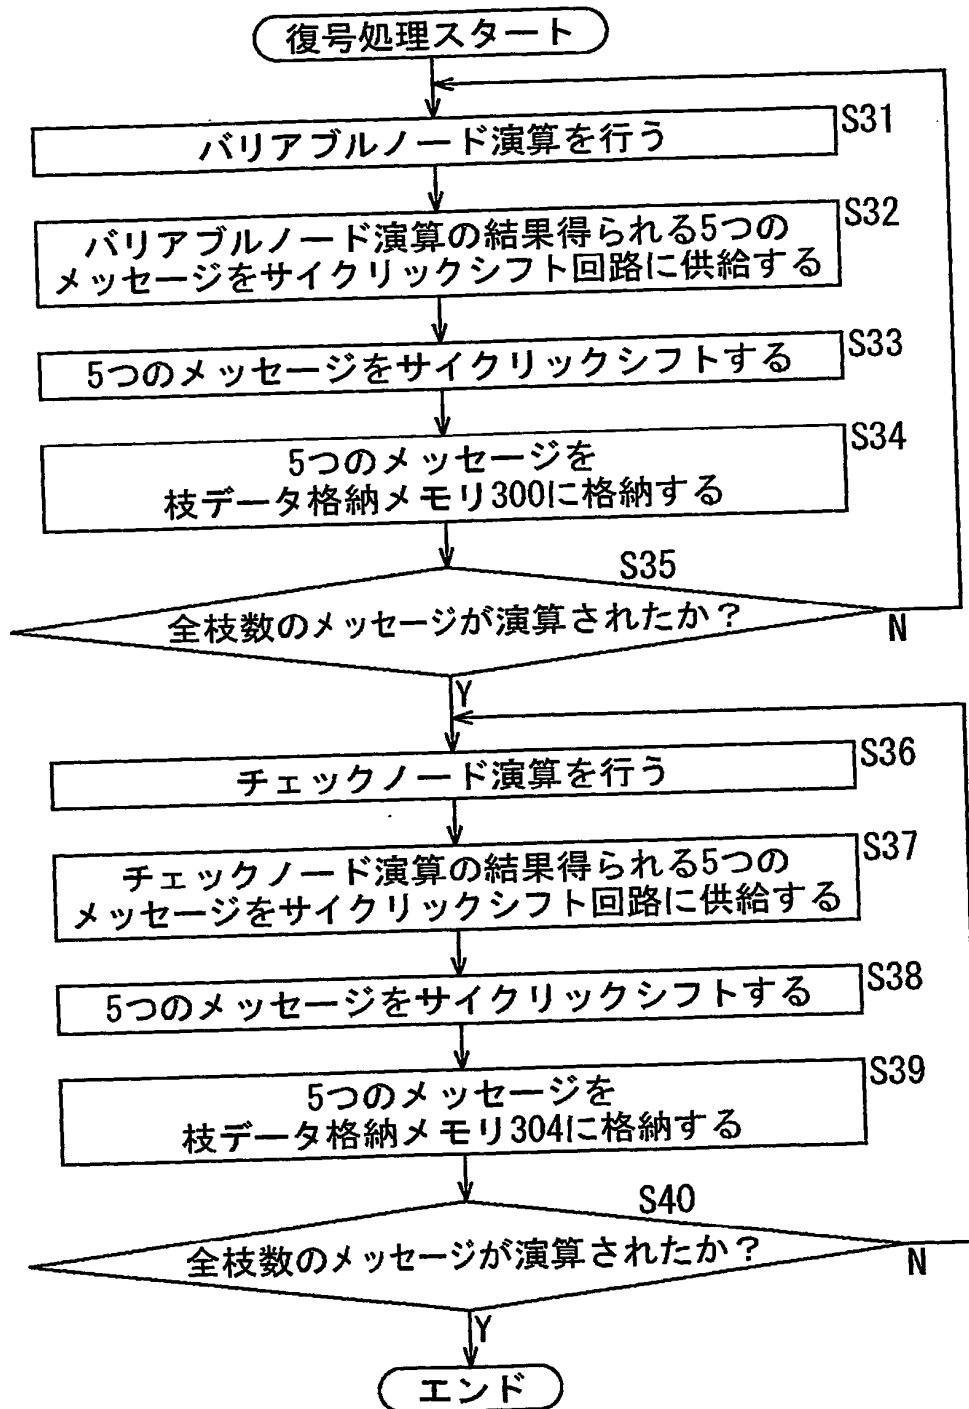 復号処理スタート
S31
バリアブルノード演算を行う
S32
バリアブルノード演算の結果得られる5つの
メッセージをサイクリックシフト回路に供給する
S33
5つのメッセージをサイクリックシフトする
S34
5つのメッセージを
枝データ格納メモリ300に格納する
S35
全枝数のメッセージが演算されたか？
N
Y
S36
チェックノード演算を行う
S37
チェックノード演算の結果得られる5つの
メッセージをサイクリックシフト回路に供給する
S38
5つのメッセージをサイクリックシフトする
S39
5つのメッセージを
枝データ格納メモリ304に格納する
S40
全枝数のメッセージが演算されたか？
N
Y
エンド